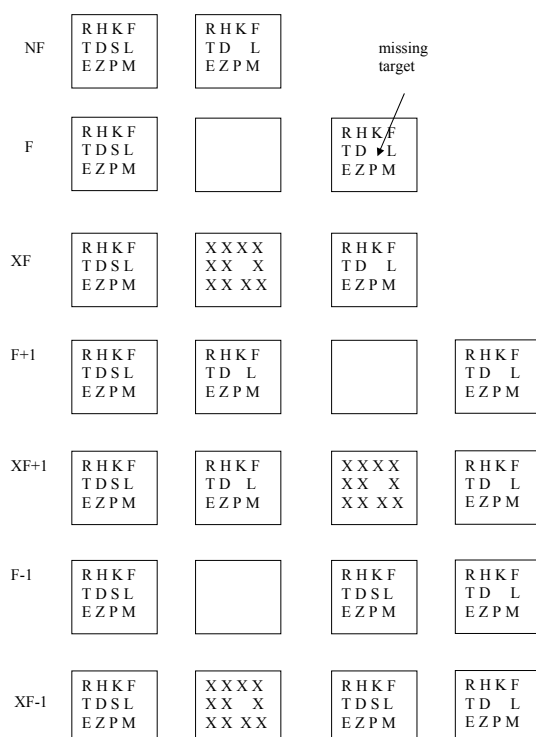 NF
R H K F
T D S L
E Z P M
R H K F
T D   L
E Z P M
missing
target
F
R H K F
T D S L
E Z P M
R H K F
T D   L
E Z P M
XF
R H K F
T D S L
E Z P M
X X X X
X X   X
X X X X
R H K F
T D   L
E Z P M
F+1
R H K F
T D S L
E Z P M
R H K F
T D   L
E Z P M
R H K F
T D   L
E Z P M
XF+1
R H K F
T D S L
E Z P M
R H K F
T D   L
E Z P M
X X X X
X X   X
X X X X
R H K F
T D   L
E Z P M
F-1
R H K F
T D S L
E Z P M
R H K F
T D S L
E Z P M
R H K F
T D   L
E Z P M
XF-1
R H K F
T D S L
E Z P M
X X X X
X X   X
X X X X
R H K F
T D S L
E Z P M
R H K F
T D   L
E Z P M